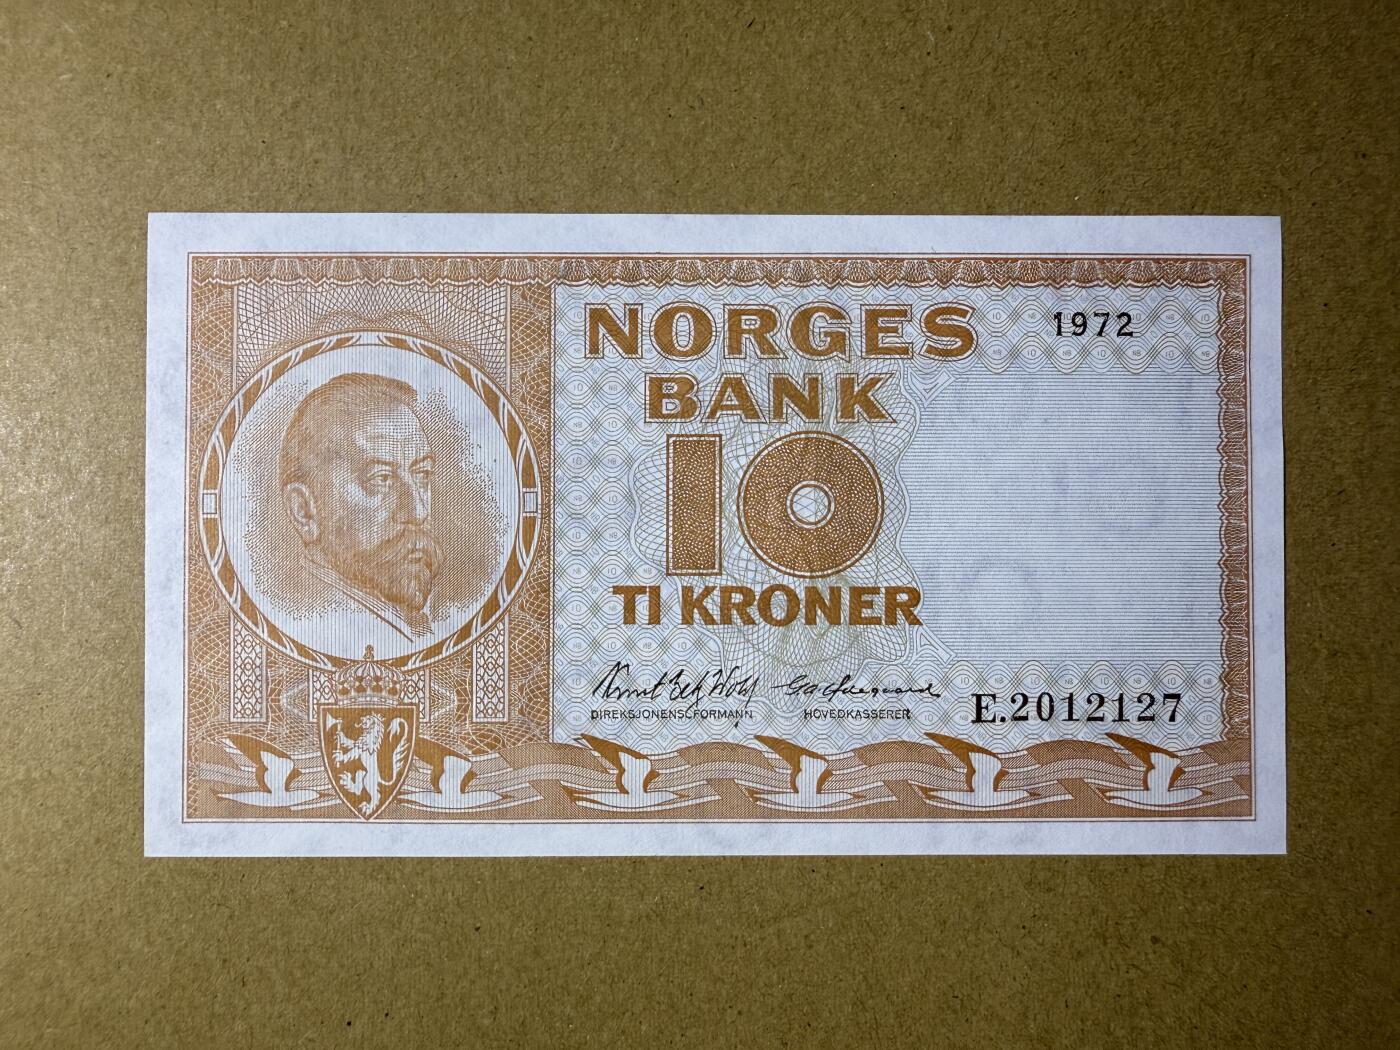 NORGES
1972
BANK
10
TI KRONER
DIREKSJONENS FORMANN
HOVEDKASSERER
E.2012127